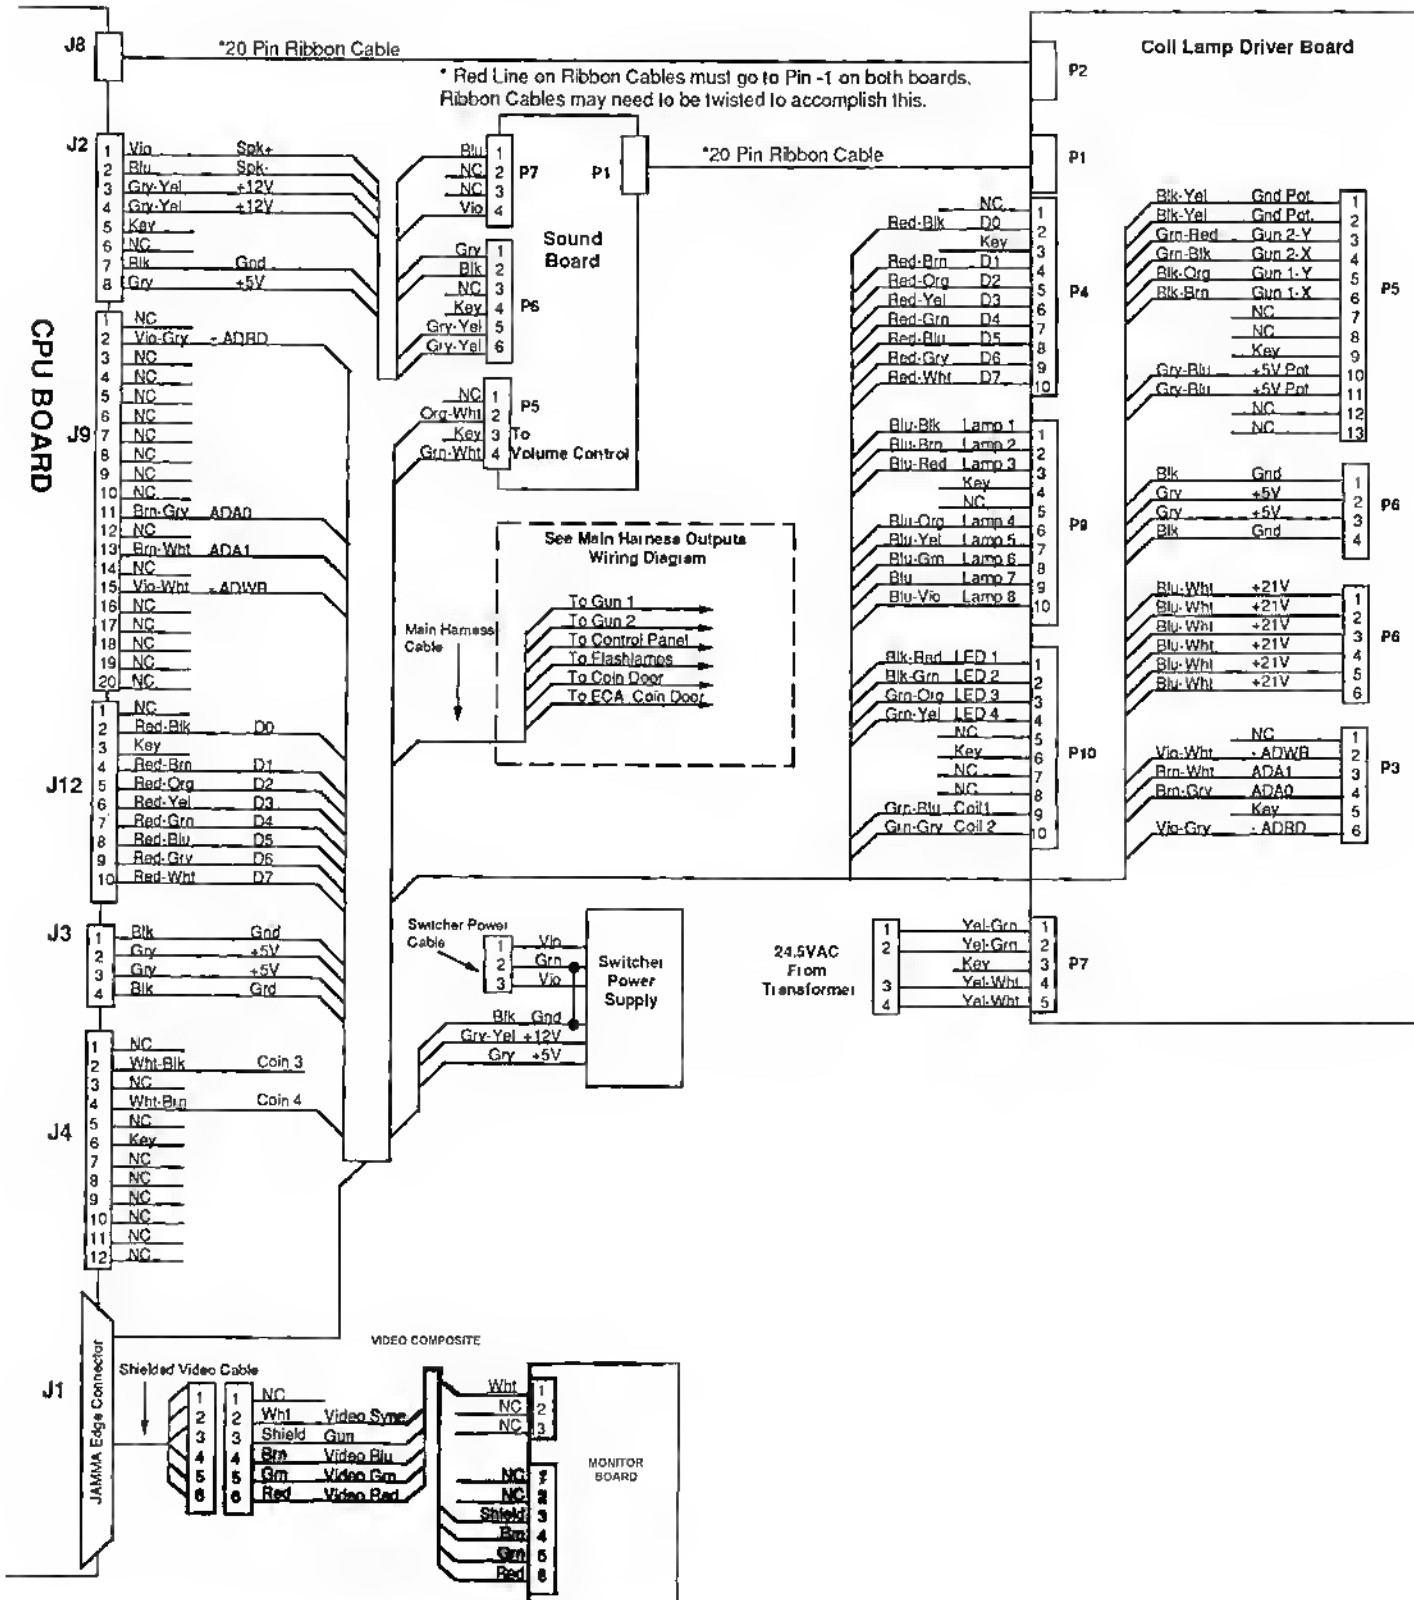 J8
*20 Pin Ribbon Cable
* Red Line on Ribbon Cables must go to Pin -1 on both boards.
Ribbon Cables may need to be twisted to accomplish this.
Coil Lamp Driver Board
P2
P1
CPU BOARD
J2
1 Vio Spk+
2 Blu Spk-
3 Gry-Yel +12V
4 Gry-Yel +12V
5 Key
6 NC
7 Blk Gnd
8 Gry +5V
J9
1 NC
2 Vio-Gry - ADRD
3 NC
4 NC
5 NC
6 NC
7 NC
8 NC
9 NC
10 NC
11 Brn-Gry ADA0
12 NC
13 Brn-Wht ADA1
14 NC
15 Vio-Wht - ADWR
16 NC
17 NC
18 NC
19 NC
20 NC
J12
1 NC
2 Red-Blk D0
3 Key
4 Red-Brn D1
5 Red-Org D2
6 Red-Yel D3
7 Red-Grn D4
8 Red-Blu D5
9 Red-Gry D6
10 Red-Wht D7
J3
1 Blk Gnd
2 Gry +5V
3 Gry +5V
4 Blk Grd
J4
1 NC
2 Wht-Blk Coin 3
3 NC
4 Wht-Brn Coin 4
5 NC
6 Key
7 NC
8 NC
9 NC
10 NC
11 NC
12 NC
J1
JAMMA Edge Connector
Shielded Video Cable
1
2
3
4
5
6
1 NC
2 Wht Video Sync
3 Shield Gun
4 Brn Video Blu
5 Grn Video Grn
6 Red Video Red
VIDEO COMPOSITE
Wht 1
NC 2
NC 3
NC 1
NC 2
Shield 3
Brn 4
Grn 5
Red 6
MONITOR
BOARD
Sound
Board
P1
*20 Pin Ribbon Cable
P7
Blu 1
NC 2
NC 3
Vio 4
P6
Gry 1
Blk 2
NC 3
Key 4
Gry-Yel 5
Gry-Yel 6
P5
NC 1
Org-Wht 2
Key 3 To
Grn-Wht 4 Volume Control
See Main Harness Outputs
Wiring Diagram
To Gun 1
To Gun 2
To Control Panel
To Flashlamps
To Coin Door
To ECA Coin Door
Main Harness
Cable
Switcher Power
Cable
1 Vio
2 Grn
3 Vio
Blk Gnd
Gry-Yel +12V
Gry +5V
Switcher
Power
Supply
P4
NC 1
Red-Blk D0 2
Key 3
Red-Brn D1 4
Red-Org D2 5
Red-Yel D3 6
Red-Grn D4 7
Red-Blu D5 8
Red-Gry D6 9
Red-Wht D7 10
P9
Blu-Blk Lamp 1 1
Blu-Brn Lamp 2 2
Blu-Red Lamp 3 3
Key 4
NC 5
Blu-Org Lamp 4 6
Blu-Yel Lamp 5 7
Blu-Grn Lamp 6 8
Blu Lamp 7 9
Blu-Vio Lamp 8 10
P10
Blk-Red LED 1 1
Blk-Grn LED 2 2
Grn-Org LED 3 3
Grn-Yel LED 4 4
NC 5
Key 6
NC 7
NC 8
Grn-Blu Coil1 9
Grn-Gry Coil 2 10
24.5VAC
From
Transformer
1
2
3
4
P7
Yel-Grn 1
Yel-Grn 2
Key 3
Yel-Wht 4
Yel-Wht 5
P5
Blk-Yel Gnd Pot. 1
Blk-Yel Gnd Pot. 2
Grn-Red Gun 2-Y 3
Grn-Blk Gun 2-X 4
Blk-Org Gun 1-Y 5
Blk-Brn Gun 1-X 6
NC 7
NC 8
Key 9
Gry-Blu +5V Pot 10
Gry-Blu +5V Pot 11
NC 12
NC 13
P6
Blk Gnd 1
Gry +5V 2
Gry +5V 3
Blk Gnd 4
P6
Blu-Wht +21V 1
Blu-Wht +21V 2
Blu-Wht +21V 3
Blu-Wht +21V 4
Blu-Wht +21V 5
Blu-Wht +21V 6
P3
NC 1
Vio-Wht - ADWR 2
Brn-Wht ADA1 3
Brn-Gry ADA0 4
Key 5
Vio-Gry - ADRD 6